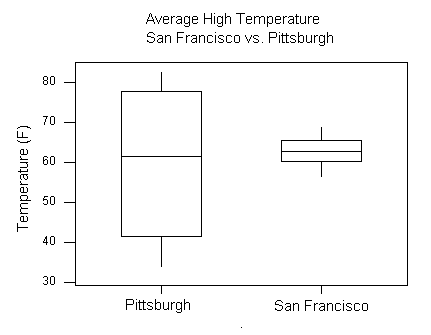 Average High Temperature
San Francisco vs. Pittsburgh
Temperature (F)
80
70
60
50
40
30
Pittsburgh
San Francisco